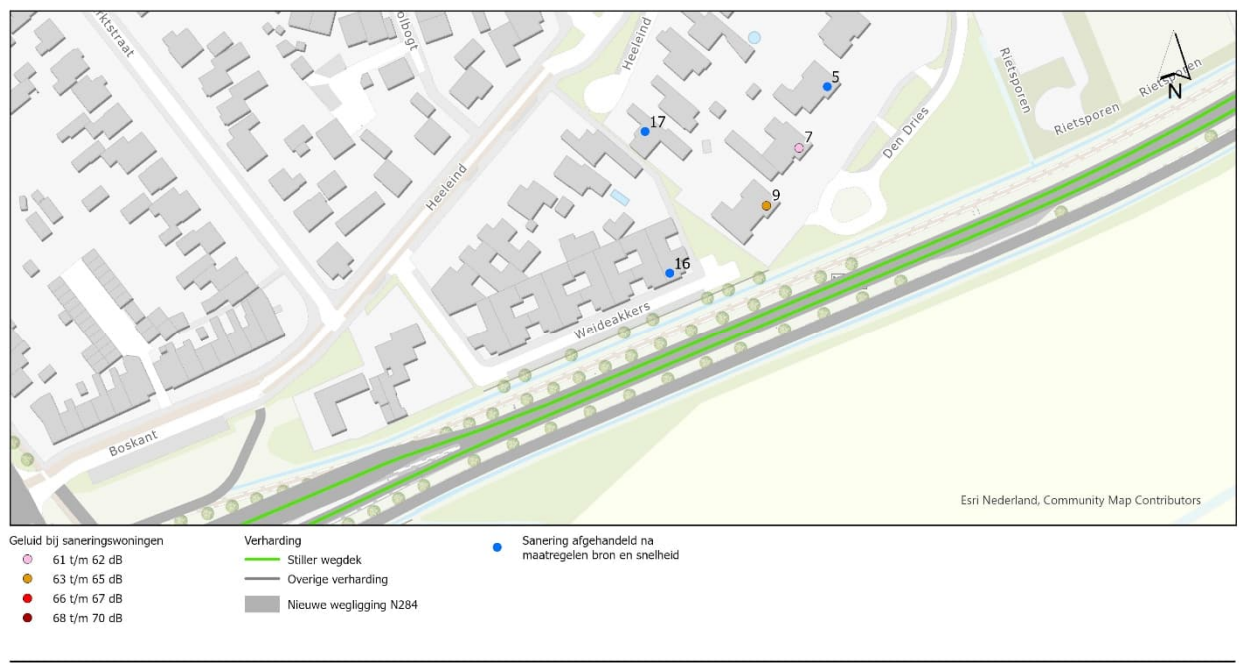 rktstraat
olbogt
Heeleind
Heeleind
17
5
7
9
16
Den Dries
Rietsporen
Rietsporen
Rietsporen
N
Weideakkers
Boskant
Esri Nederland, Community Map Contributors
Geluid bij saneringswoningen
61 t/m 62 dB
63 t/m 65 dB
66 t/m 67 dB
68 t/m 70 dB
Verharding
Stiller wegdek
Overige verharding
Nieuwe wegligging N284
Sanering afgehandeld na
maatregelen bron en snelheid